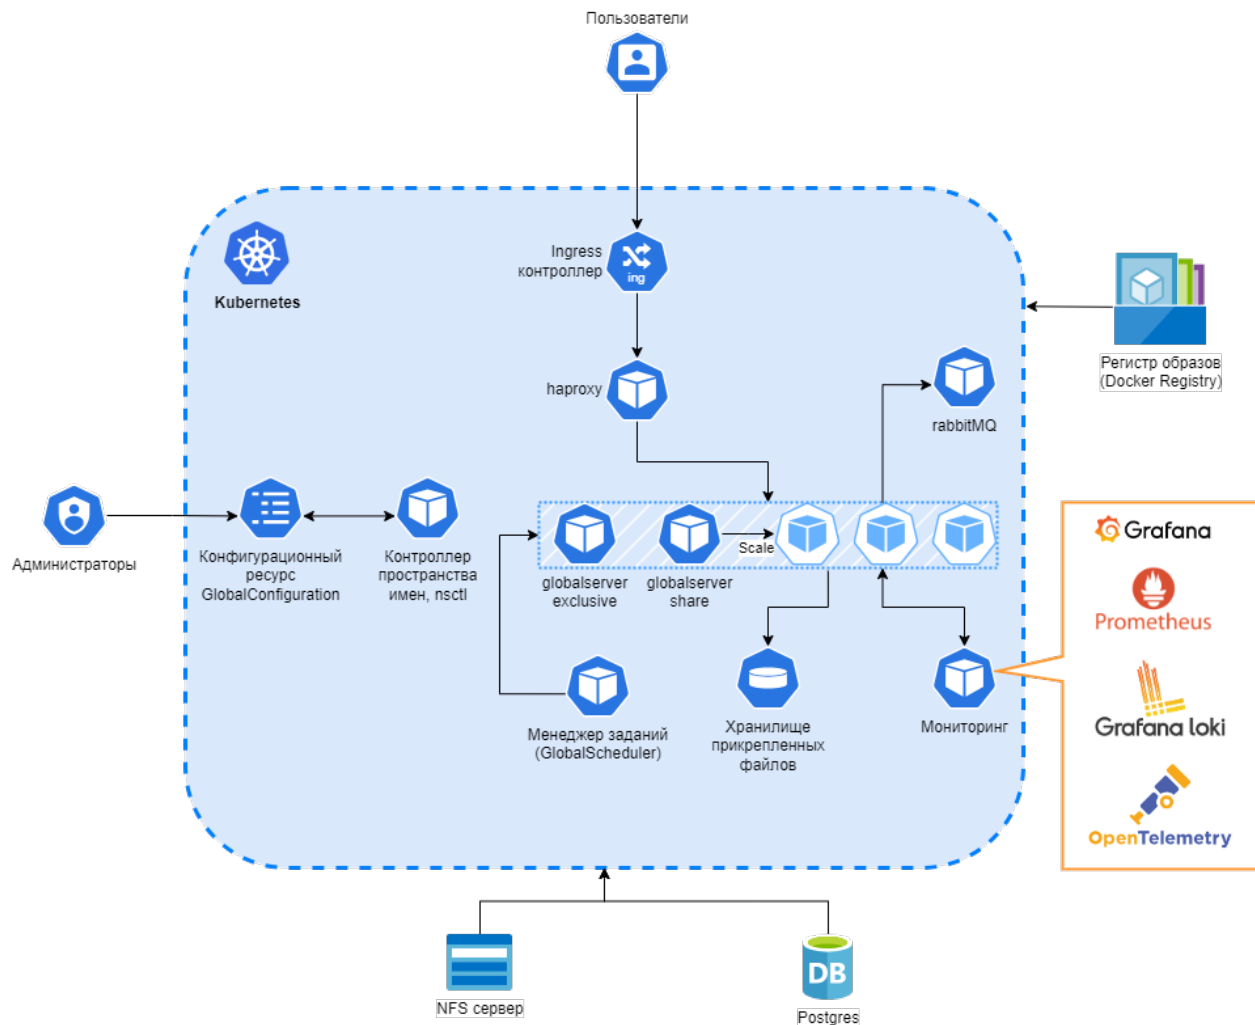 Пользователи
Ingress
контроллер
ing
Kubernetes
haproxy
rabbitMQ
Регистр образов
(Docker Registry)
Администраторы
Конфигурационный
ресурс
GlobalConfiguration
Контроллер
пространства
имен, nsctl
globalserver
exclusive
globalserver
share
Scale
Менеджер заданий
(GlobalScheduler)
Хранилище
прикрепленных
файлов
Мониторинг
Grafana
Prometheus
Grafana loki
OpenTelemetry
NFS сервер
DB
Postgres